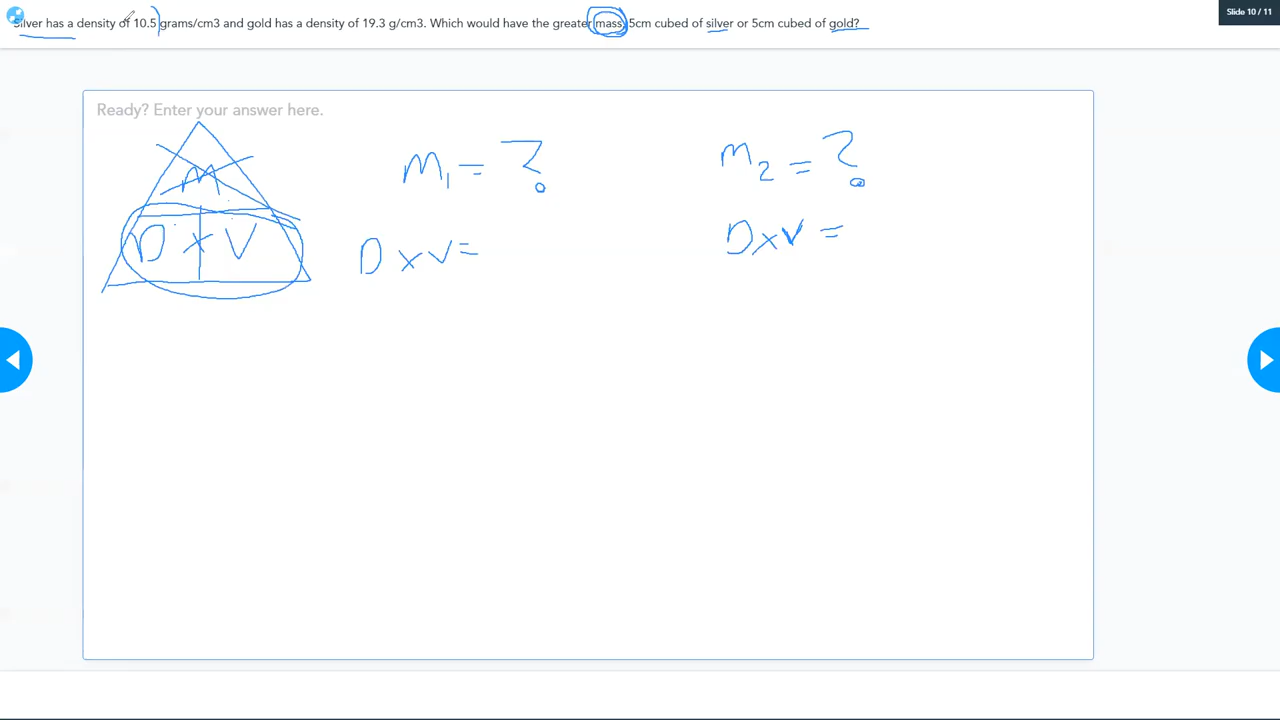 Silver has a density of 10.5 grams/cm3 and gold has a density of 19.3 g/cm3. Which would have the greater mass, 5cm cubed of silver or 5cm cubed of gold?
Slide 10 / 11
Ready? Enter your answer here.
M
D x V
M1 = ?
D x V =
M2 = ?
D x V =